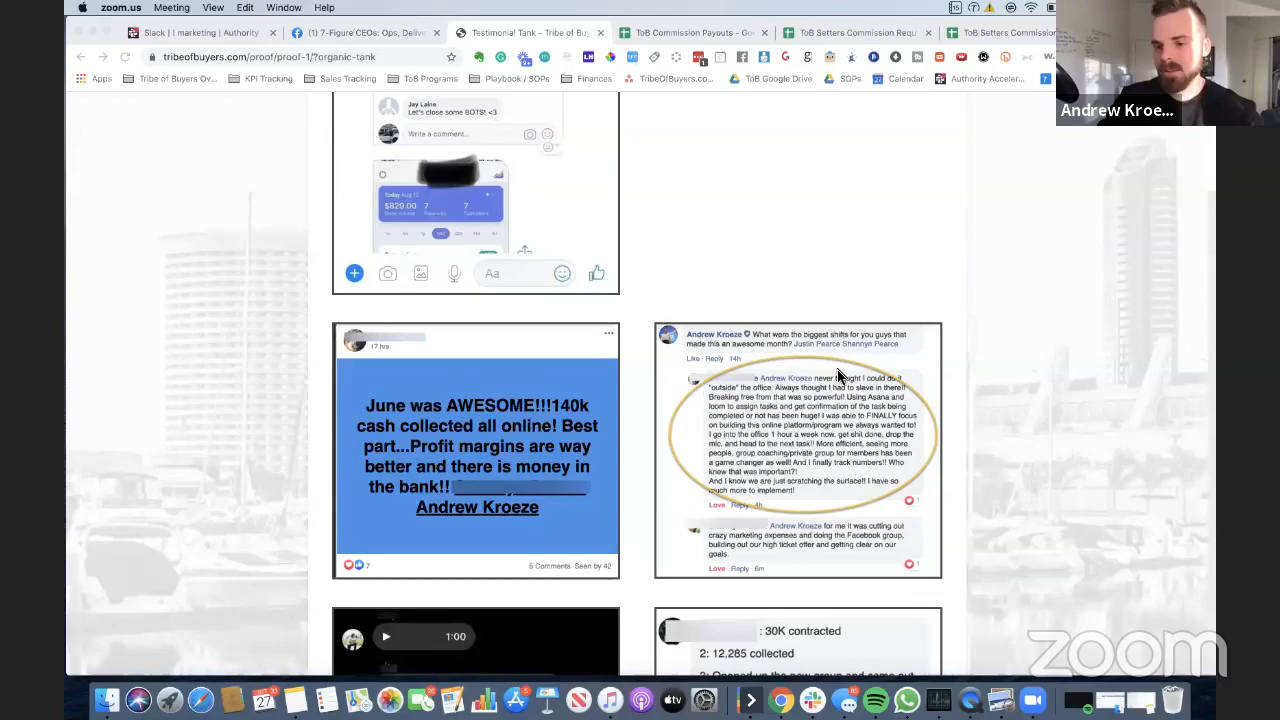 zoom.us Meeting View Edit Window Help
Slack | I marketing | Authority
(1) 7-Figure CEOs: Ops, Delive
Testimonial Tank – Tribe of Bu
ToB Commission Payouts - Go
ToB Setters Commission Requ
ToB Setters Commission
tribeofbuyers.com/proof/proof-1/?organic-tank
Apps Tribe of Buyers Ov... KPI Tracking Sales Tracking ToB Programs Playbook / SOPs Finances TribeOfBuyers.co... ToB Google Drive SOPs Calendar Authority Acceler...
Andrew Kroe...
Jay Laine
Let's close some BOTS! <3
Write a comment...
Today Aug 10
$829.00 7 7
Aa
17 hrs
June was AWESOME!!!140k
cash collected all online! Best
part...Profit margins are way
better and there is money in
the bank!!
Andrew Kroeze
7
5 Comments Seen by 42
Andrew Kroeze What were the biggest shifts for you guys that
made this an awesome month? Justin Pearce Shannyn Pearce
Like · Reply · 14h
e Andrew Kroeze never thought I could do it
"outside" the office. Always thought I had to slave in there!!
Breaking free from that was so powerful! Using Asana and
loom to assign tasks and get confirmation of the task being
completed or not has been huge! I was able to FINALLY focus
on building this online platform/program we always wanted to!
I go into the office 1 hour a week now, get shit done, drop the
mic, and head to the next task!! More efficient, seeing more
people, group coaching/private group for members has been
a game changer as well! And I finally track numbers!! Who
knew that was important?!
And I know we are just scratching the surface!! I have so
much more to implement!
Love · Reply · 4h
1
Andrew Kroeze for me it was cutting out
crazy marketing expenses and doing the Facebook group,
building out our high ticket offer and getting clear on our
goals.
Love · Reply · 6m
1
1:00
: 30K contracted
2: 12,285 collected
zoom